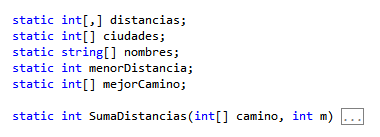 static int[,] distancias;
static int[] ciudades;
static string[] nombres;
static int menorDistancia;
static int[] mejorCamino;
static int SumaDistancias(int[] camino, int m) ...